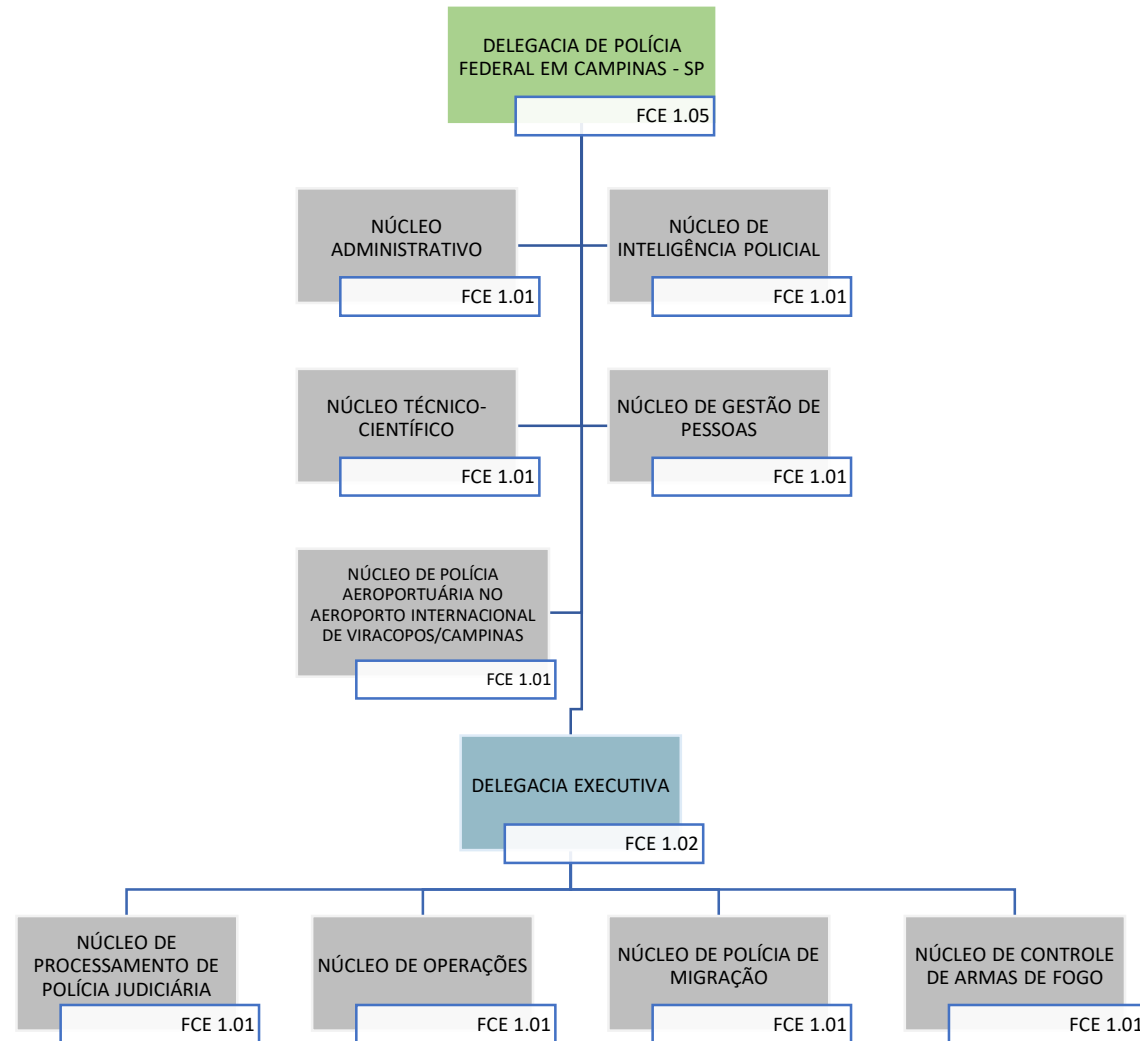 DELEGACIA DE POLÍCIA
FEDERAL EM CAMPINAS - SP
FCE 1.05
NÚCLEO
ADMINISTRATIVO
FCE 1.01
NÚCLEO DE
INTELIGÊNCIA POLICIAL
FCE 1.01
NÚCLEO TÉCNICO-
CIENTÍFICO
FCE 1.01
NÚCLEO DE GESTÃO DE
PESSOAS
FCE 1.01
NÚCLEO DE POLÍCIA
AEROPORTUÁRIA NO
AEROPORTO INTERNACIONAL
DE VIRACOPOS/CAMPINAS
FCE 1.01
DELEGACIA EXECUTIVA
FCE 1.02
NÚCLEO DE
PROCESSAMENTO DE
POLÍCIA JUDICIÁRIA
FCE 1.01
NÚCLEO DE OPERAÇÕES
FCE 1.01
NÚCLEO DE POLÍCIA DE
MIGRAÇÃO
FCE 1.01
NÚCLEO DE CONTROLE
DE ARMAS DE FOGO
FCE 1.01